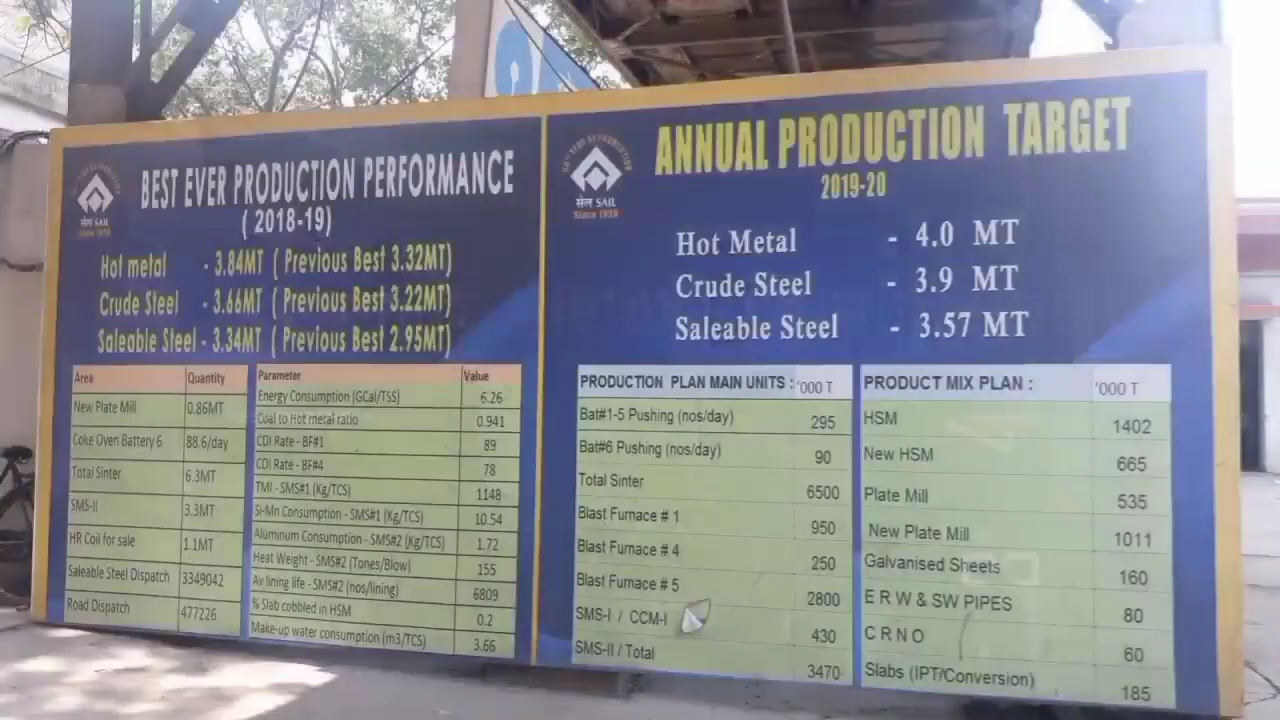 BEST EVER PRODUCTION PERFORMANCE
( 2018-19)
सेल SAIL
Since 1959
Hot metal - 3.84MT ( Previous Best 3.32MT)
Crude Steel - 3.66MT ( Previous Best 3.22MT)
Saleable Steel - 3.34MT ( Previous Best 2.95MT)
Area Quantity
New Plate Mill 0.86MT
Coke Oven Battery 6 88.6/day
Total Sinter 6.3MT
SMS-II 3.3MT
HR Coil for sale 1.1MT
Saleable Steel Dispatch 3349042
Road Dispatch 477226
Parameter Value
Energy Consumption (GCal/TSS) 6.26
Coal to Hot metal ratio 0.941
CDI Rate - BF#1 89
CDI Rate - BF#4 78
TMI - SMS#1 (Kg/TCS) 1148
Si-Mn Consumption - SMS#1 (Kg/TCS) 10.54
Aluminum Consumption - SMS#2 (Kg/TCS) 1.72
Heat Weight - SMS#2 (Tones/Blow) 155
Av lining life - SMS#2 (nos/lining) 6809
% Slab cobbled in HSM 0.2
Make-up water consumption (m3/TCS) 3.66
ANNUAL PRODUCTION TARGET
2019-20
सेल SAIL
Since 1959
Hot Metal - 4.0 MT
Crude Steel - 3.9 MT
Saleable Steel - 3.57 MT
PRODUCTION PLAN MAIN UNITS : '000 T
Bat#1-5 Pushing (nos/day) 295
Bat#6 Pushing (nos/day) 90
Total Sinter 6500
Blast Furnace # 1 950
Blast Furnace # 4 250
Blast Furnace # 5 2800
SMS-I / CCM-I 430
SMS-II / Total 3470
PRODUCT MIX PLAN : '000 T
HSM 1402
New HSM 665
Plate Mill 535
New Plate Mill 1011
Galvanised Sheets 160
E R W & SW PIPES 80
C R N O 60
Slabs (IPT/Conversion) 185